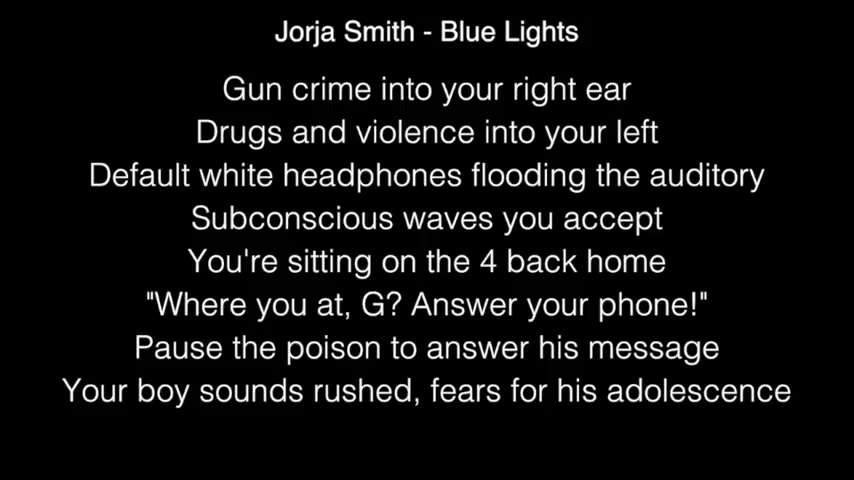 Jorja Smith - Blue Lights
Gun crime into your right ear
Drugs and violence into your left
Default white headphones flooding the auditory
Subconscious waves you accept
You're sitting on the 4 back home
"Where you at, G? Answer your phone!"
Pause the poison to answer his message
Your boy sounds rushed, fears for his adolescence